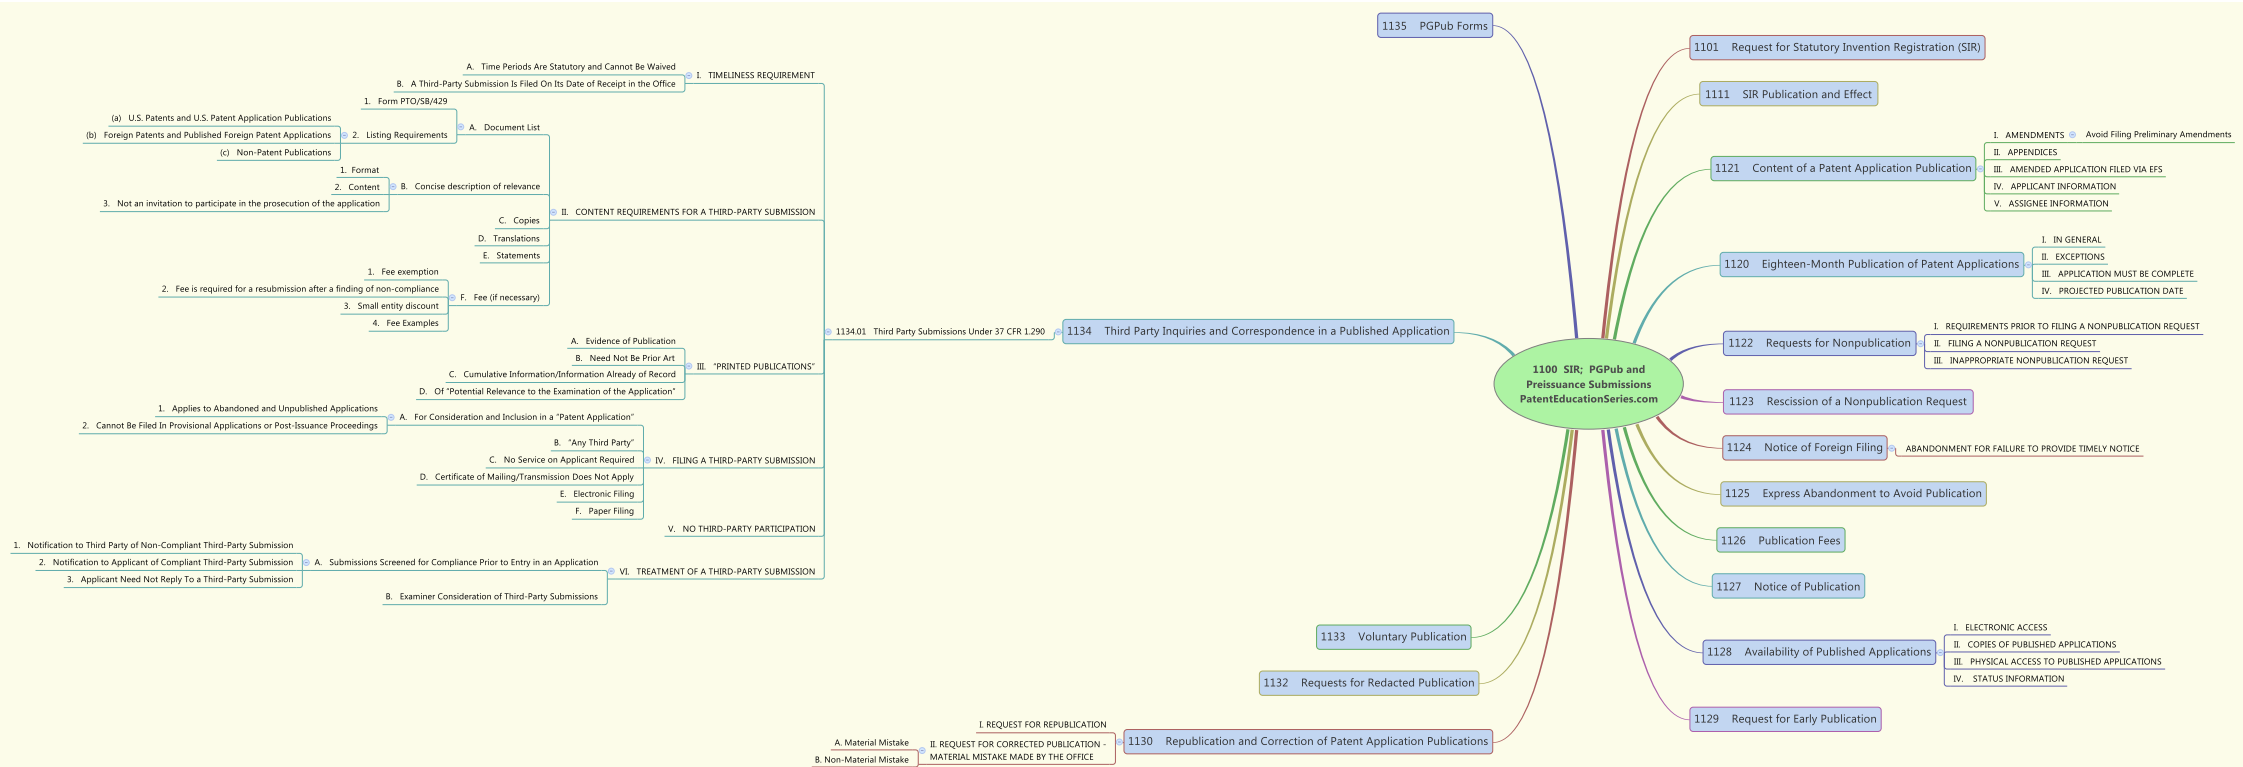 1100 SIR; PGPub and
Preissuance Submissions
PatentEducationSeries.com
1101 Request for Statutory Invention Registration (SIR)
1111 SIR Publication and Effect
1121 Content of a Patent Application Publication
I. AMENDMENTS
Avoid Filing Preliminary Amendments
II. APPENDICES
III. AMENDED APPLICATION FILED VIA EFS
IV. APPLICANT INFORMATION
V. ASSIGNEE INFORMATION
1120 Eighteen-Month Publication of Patent Applications
I. IN GENERAL
II. EXCEPTIONS
III. APPLICATION MUST BE COMPLETE
IV. PROJECTED PUBLICATION DATE
1122 Requests for Nonpublication
I. REQUIREMENTS PRIOR TO FILING A NONPUBLICATION REQUEST
II. FILING A NONPUBLICATION REQUEST
III. INAPPROPRIATE NONPUBLICATION REQUEST
1123 Rescission of a Nonpublication Request
1124 Notice of Foreign Filing
ABANDONMENT FOR FAILURE TO PROVIDE TIMELY NOTICE
1125 Express Abandonment to Avoid Publication
1126 Publication Fees
1127 Notice of Publication
1128 Availability of Published Applications
I. ELECTRONIC ACCESS
II. COPIES OF PUBLISHED APPLICATIONS
III. PHYSICAL ACCESS TO PUBLISHED APPLICATIONS
IV. STATUS INFORMATION
1129 Request for Early Publication
1130 Republication and Correction of Patent Application Publications
I. REQUEST FOR REPUBLICATION
II. REQUEST FOR CORRECTED PUBLICATION -
MATERIAL MISTAKE MADE BY THE OFFICE
A. Material Mistake
B. Non-Material Mistake
1132 Requests for Redacted Publication
1133 Voluntary Publication
1134 Third Party Inquiries and Correspondence in a Published Application
1134.01 Third Party Submissions Under 37 CFR 1.290
I. TIMELINESS REQUIREMENT
A. Time Periods Are Statutory and Cannot Be Waived
B. A Third-Party Submission Is Filed On Its Date of Receipt in the Office
II. CONTENT REQUIREMENTS FOR A THIRD-PARTY SUBMISSION
A. Document List
1. Form PTO/SB/429
2. Listing Requirements
(a) U.S. Patents and U.S. Patent Application Publications
(b) Foreign Patents and Published Foreign Patent Applications
(c) Non-Patent Publications
B. Concise description of relevance
1. Format
2. Content
3. Not an invitation to participate in the prosecution of the application
C. Copies
D. Translations
E. Statements
F. Fee (if necessary)
1. Fee exemption
2. Fee is required for a resubmission after a finding of non-compliance
3. Small entity discount
4. Fee Examples
III. "PRINTED PUBLICATIONS"
A. Evidence of Publication
B. Need Not Be Prior Art
C. Cumulative Information/Information Already of Record
D. Of "Potential Relevance to the Examination of the Application"
IV. FILING A THIRD-PARTY SUBMISSION
A. For Consideration and Inclusion in a "Patent Application"
1. Applies to Abandoned and Unpublished Applications
2. Cannot Be Filed In Provisional Applications or Post-Issuance Proceedings
B. "Any Third Party"
C. No Service on Applicant Required
D. Certificate of Mailing/Transmission Does Not Apply
E. Electronic Filing
F. Paper Filing
V. NO THIRD-PARTY PARTICIPATION
VI. TREATMENT OF A THIRD-PARTY SUBMISSION
A. Submissions Screened for Compliance Prior to Entry in an Application
1. Notification to Third Party of Non-Compliant Third-Party Submission
2. Notification to Applicant of Compliant Third-Party Submission
3. Applicant Need Not Reply To a Third-Party Submission
B. Examiner Consideration of Third-Party Submissions
1135 PGPub Forms